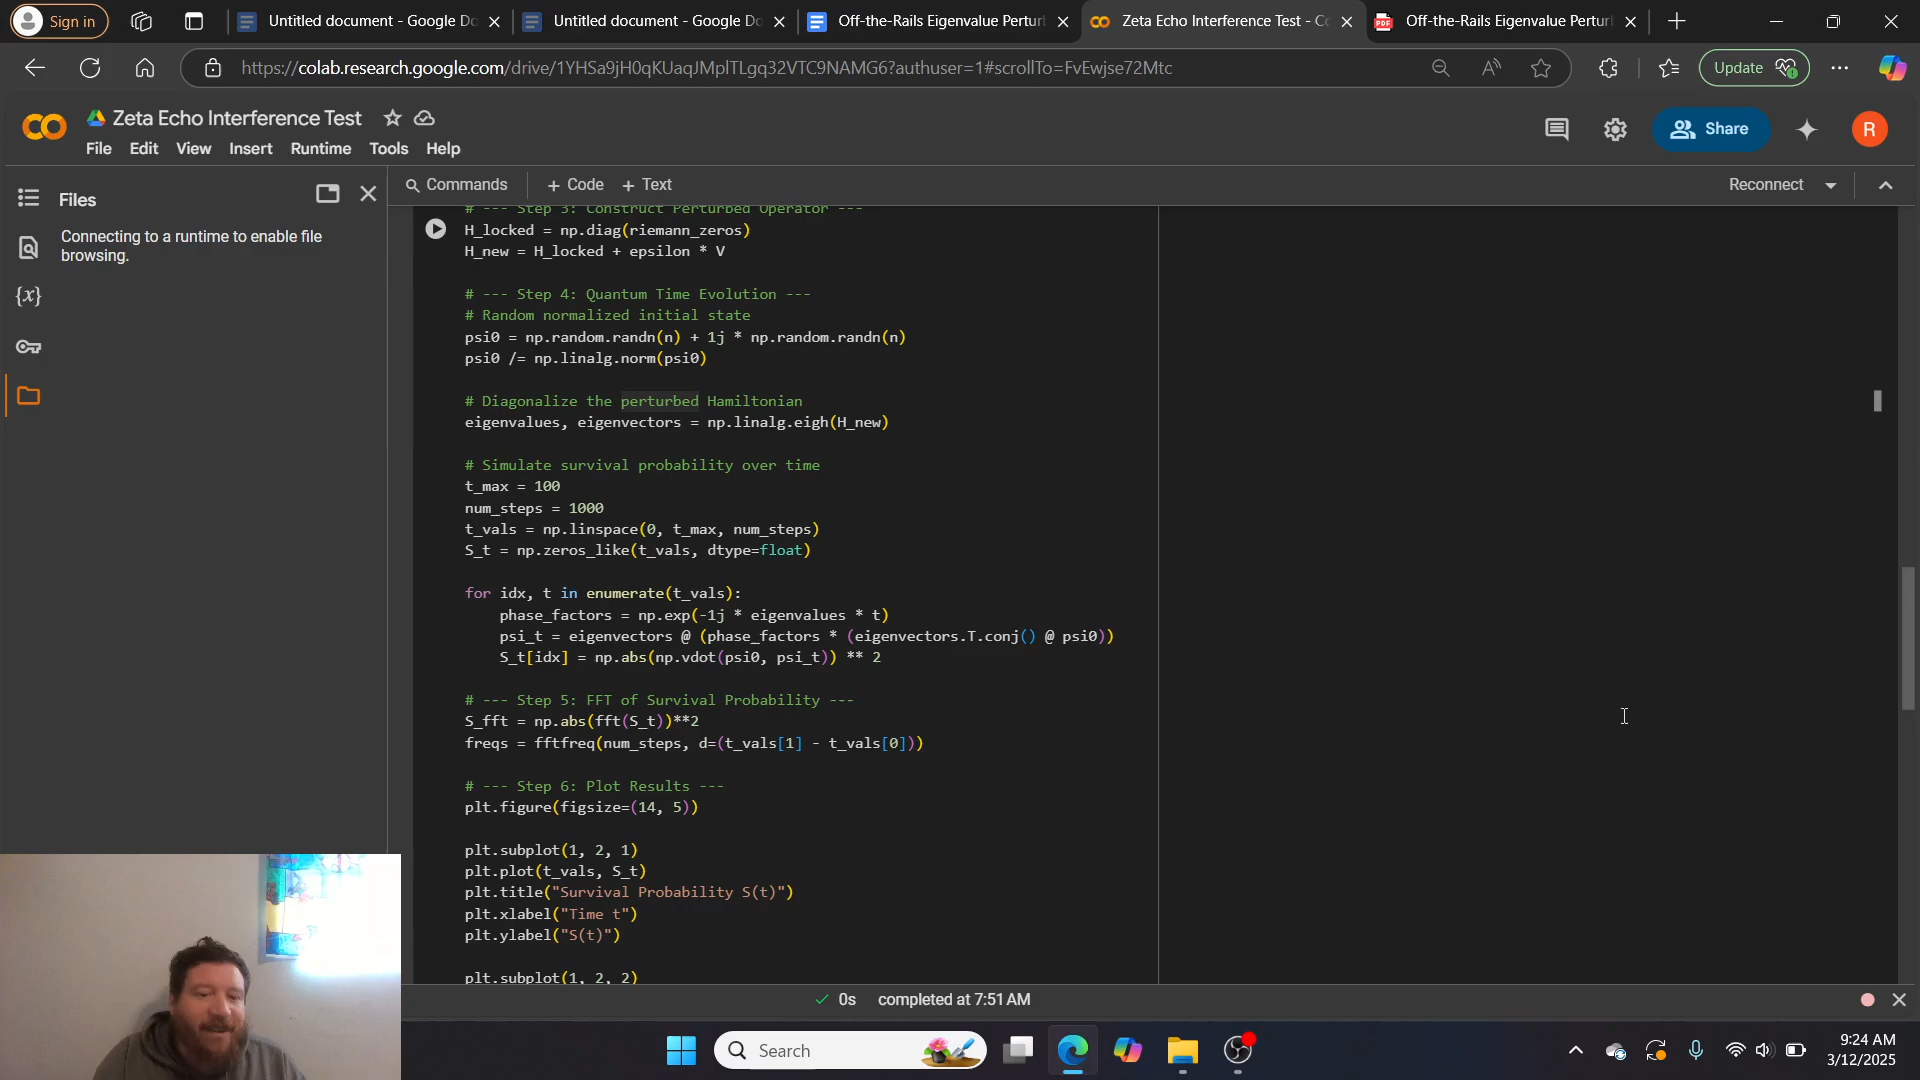 Sign in
Untitled document - Google Do
Untitled document - Google Do
Off-the-Rails Eigenvalue Pertur
Zeta Echo Interference Test - Co
Off-the-Rails Eigenvalue Pertur
https://colab.research.google.com/drive/1YHSa9jH0qKUaqJMplTLgq32VTC9NAMG6?authuser=1#scrollTo=FvEwjse72Mtc
Update
Zeta Echo Interference Test
File Edit View Insert Runtime Tools Help
Share
R
Files
Commands + Code + Text
Reconnect
Connecting to a runtime to enable file
browsing.
# --- Step 3: Construct Perturbed Operator ---
H_locked = np.diag(riemann_zeros)
H_new = H_locked + epsilon * V
# --- Step 4: Quantum Time Evolution ---
# Random normalized initial state
psi0 = np.random.randn(n) + 1j * np.random.randn(n)
psi0 /= np.linalg.norm(psi0)
# Diagonalize the perturbed Hamiltonian
eigenvalues, eigenvectors = np.linalg.eigh(H_new)
# Simulate survival probability over time
t_max = 100
num_steps = 1000
t_vals = np.linspace(0, t_max, num_steps)
S_t = np.zeros_like(t_vals, dtype=float)
for idx, t in enumerate(t_vals):
phase_factors = np.exp(-1j * eigenvalues * t)
psi_t = eigenvectors @ (phase_factors * (eigenvectors.T.conj() @ psi0))
S_t[idx] = np.abs(np.vdot(psi0, psi_t)) ** 2
# --- Step 5: FFT of Survival Probability ---
S_fft = np.abs(fft(S_t))**2
freqs = fftfreq(num_steps, d=(t_vals[1] - t_vals[0]))
# --- Step 6: Plot Results ---
plt.figure(figsize=(14, 5))
plt.subplot(1, 2, 1)
plt.plot(t_vals, S_t)
plt.title("Survival Probability S(t)")
plt.xlabel("Time t")
plt.ylabel("S(t)")
plt.subplot(1, 2, 2)
0s completed at 7:51 AM
Search
9:24 AM
3/12/2025